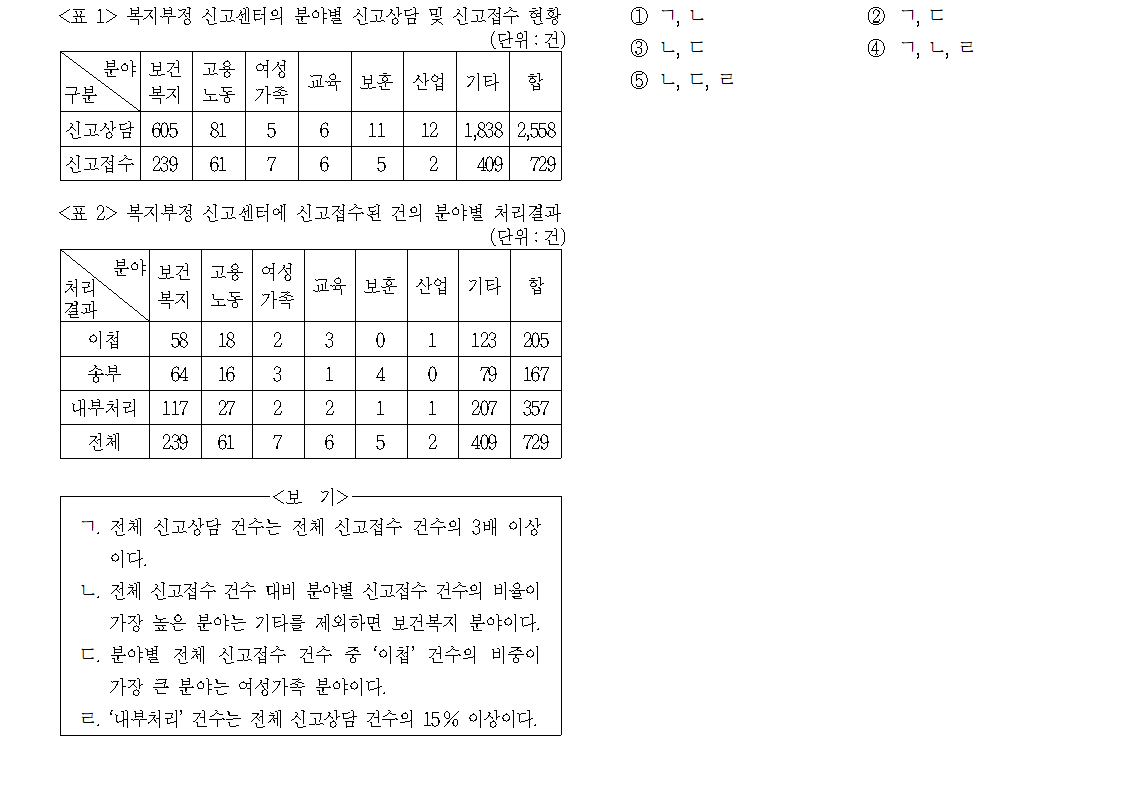 <표 1> 복지부정 신고센터의 분야별 신고상담 및 신고접수 현황
(단위 : 건)
분야 보건 고용 여성 교육 보훈 산업 기타 합
구분 복지 노동 가족
신고상담 605 81 5 6 11 12 1,838 2,558
신고접수 239 61 7 6 5 2 409 729
<표 2> 복지부정 신고센터에 신고접수된 건의 분야별 처리결과
(단위 : 건)
분야 보건 고용 여성 교육 보훈 산업 기타 합
처리 복지 노동 가족
결과
이첩 58 18 2 3 0 1 123 205
송부 64 16 3 1 4 0 79 167
내부처리 117 27 2 2 1 1 207 357
전체 239 61 7 6 5 2 409 729
<보 기>
ㄱ. 전체 신고상담 건수는 전체 신고접수 건수의 3배 이상
이다.
ㄴ. 전체 신고접수 건수 대비 분야별 신고접수 건수의 비율이
가장 높은 분야는 기타를 제외하면 보건복지 분야이다.
ㄷ. 분야별 전체 신고접수 건수 중 ‘이첩’ 건수의 비중이
가장 큰 분야는 여성가족 분야이다.
ㄹ. ‘내부처리’ 건수는 전체 신고상담 건수의 15% 이상이다.
① ㄱ, ㄴ ② ㄱ, ㄷ
③ ㄴ, ㄷ ④ ㄱ, ㄴ, ㄹ
⑤ ㄴ, ㄷ, ㄹ